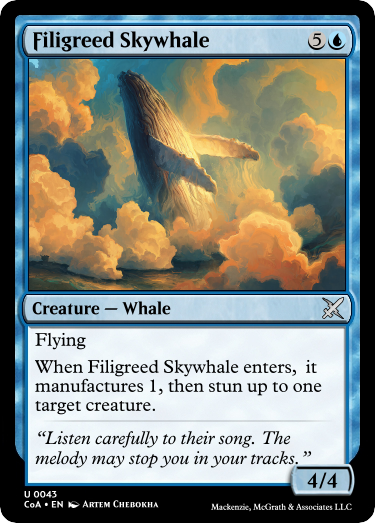 Filigreed Skywhale 5
Creature — Whale
Flying
When Filigreed Skywhale enters, it
manufactures 1, then stun up to one
target creature.
“Listen carefully to their song. The
melody may stop you in your tracks.”
4/4
U 0043
CoA • EN Artem Chebokha
Mackenzie, McGrath & Associates LLC